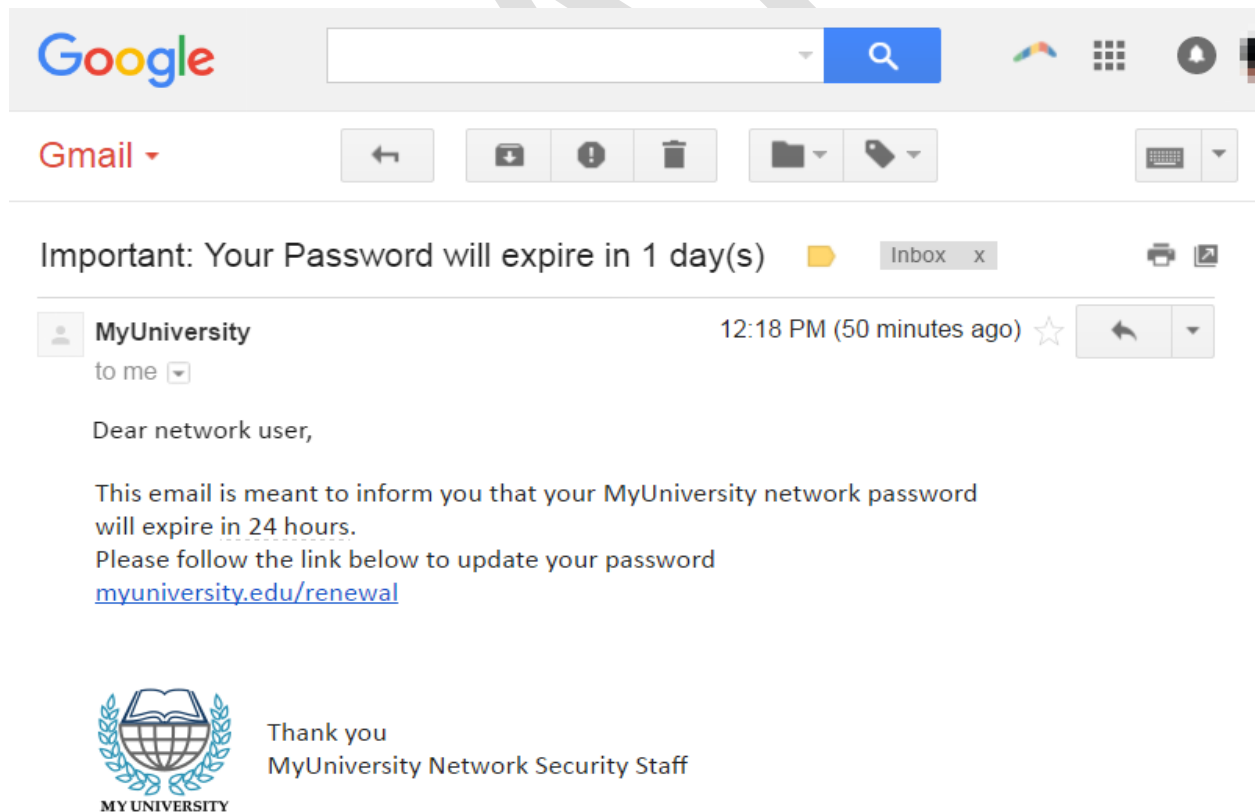 Google
Gmail
Important: Your Password will expire in 1 day(s)
Inbox x
MyUniversity
12:18 PM (50 minutes ago)
to me
Dear network user,
This email is meant to inform you that your MyUniversity network password
will expire in 24 hours.
Please follow the link below to update your password
myuniversity.edu/renewal
Thank you
MyUniversity Network Security Staff
MY UNIVERSITY